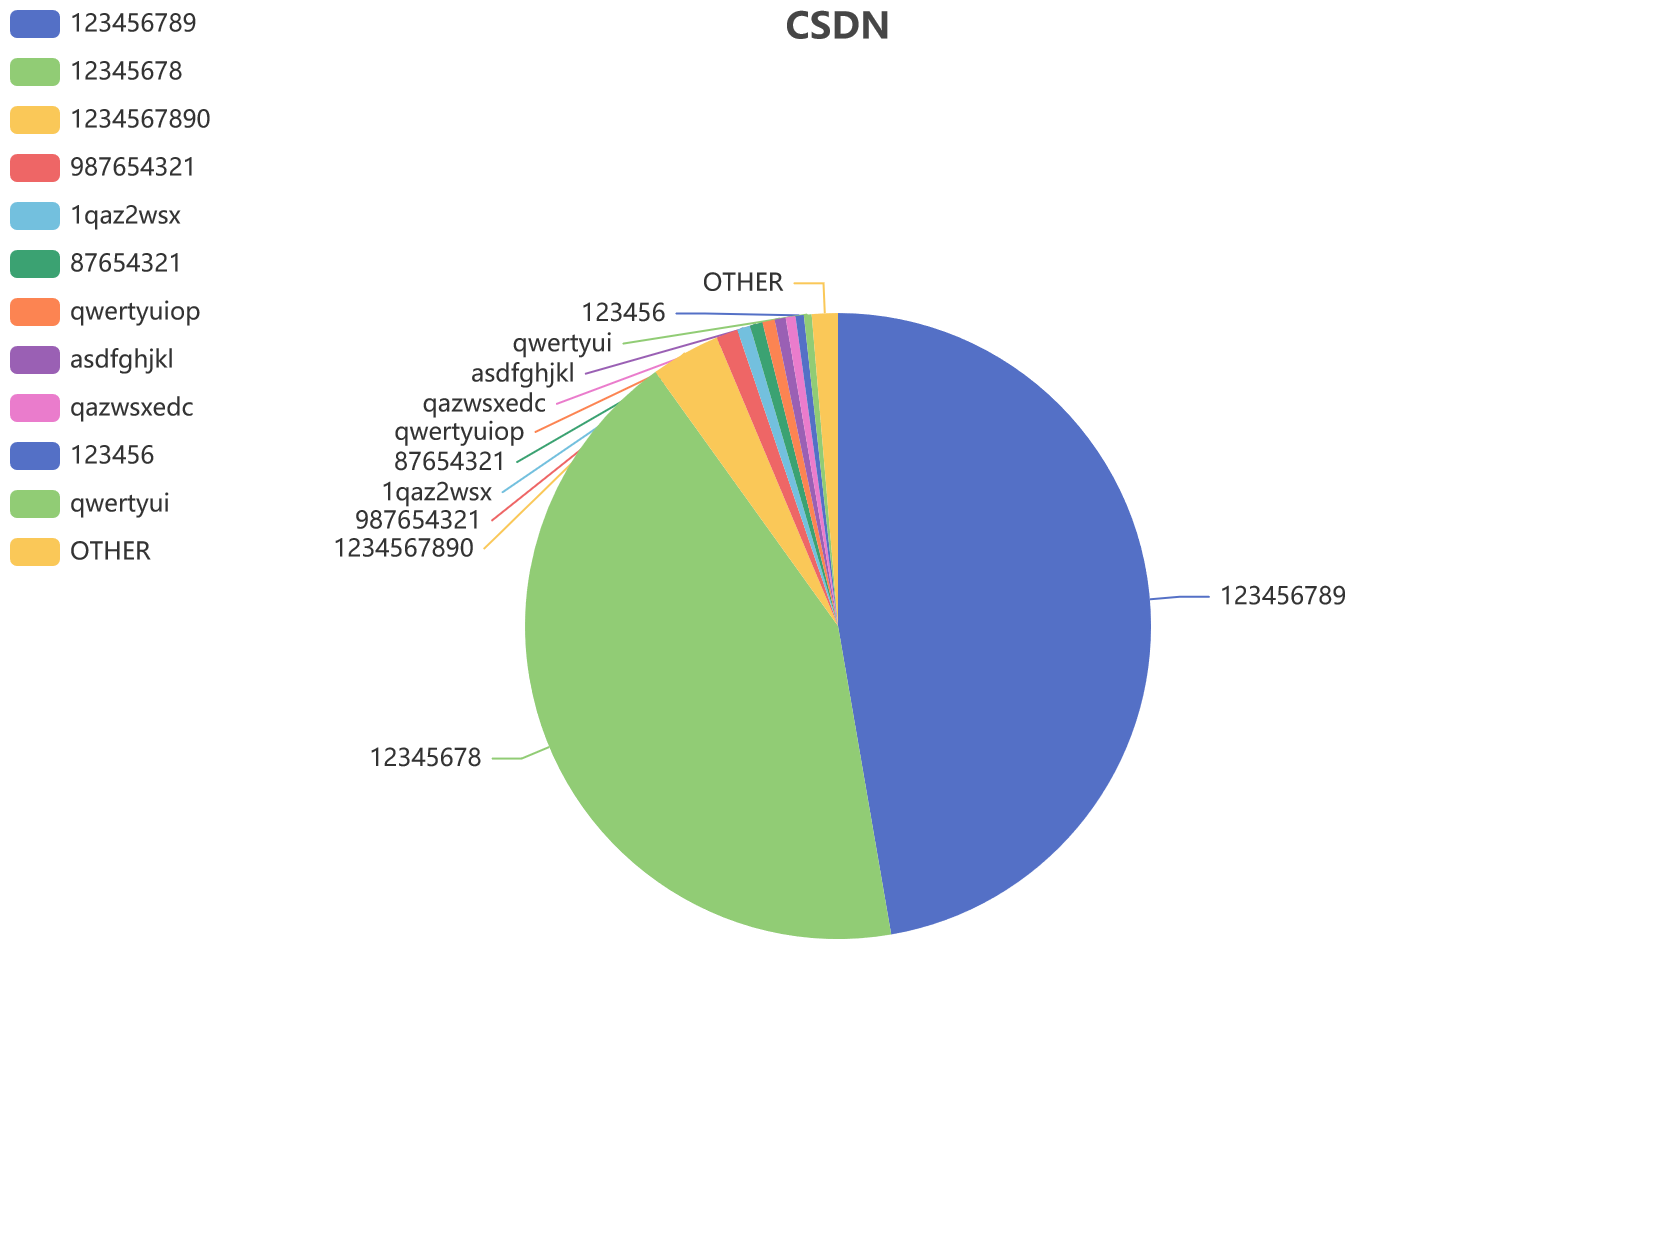 CSDN
123456789
12345678
1234567890
987654321
1qaz2wsx
87654321
qwertyuiop
asdfghjkl
qazwsxedc
123456
qwertyui
OTHER
OTHER
123456
qwertyui
asdfghjkl
qazwsxedc
qwertyuiop
87654321
1qaz2wsx
987654321
1234567890
123456789
12345678